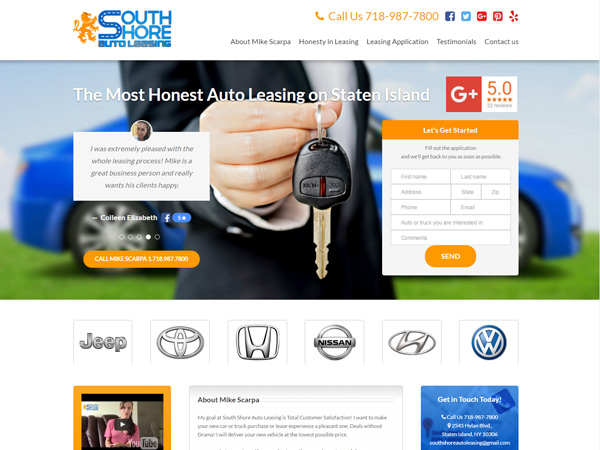 SOUTH
SHORE
AUTO LEASING
Call Us 718-987-7800
About Mike Scarpa
Honesty in Leasing
Leasing Application
Testimonials
Contact us
The Most Honest Auto Leasing on Staten Island
G+
5.0
22 reviews
I was extremely pleased with the
whole leasing process! Mike is a
great business person and really
wants his clients happy.
— Colleen Elizabeth
5★
CALL MIKE SCARPA 1.718.987.7800
Let's Get Started
Fill out the application
and we'll get back to you as soon as possible.
First name
Last name
Address
State
Zip
Phone
Email
Auto or truck you are interested in
Comments
SEND
Jeep
NISSAN
You Tube
About Mike Scarpa
My goal at South Shore Auto Leasing is Total Customer Satisfaction! I want to make
your new car or truck purchase or lease experience a pleasant one. Deals without
Drama! I will deliver your new vehicle at the lowest possible price.
Get in Touch Today!
Call Us 718-987-7800
2545 Hylan Blvd.,
Staten Island, NY 10306
southshoreautoleasing@gmail.com